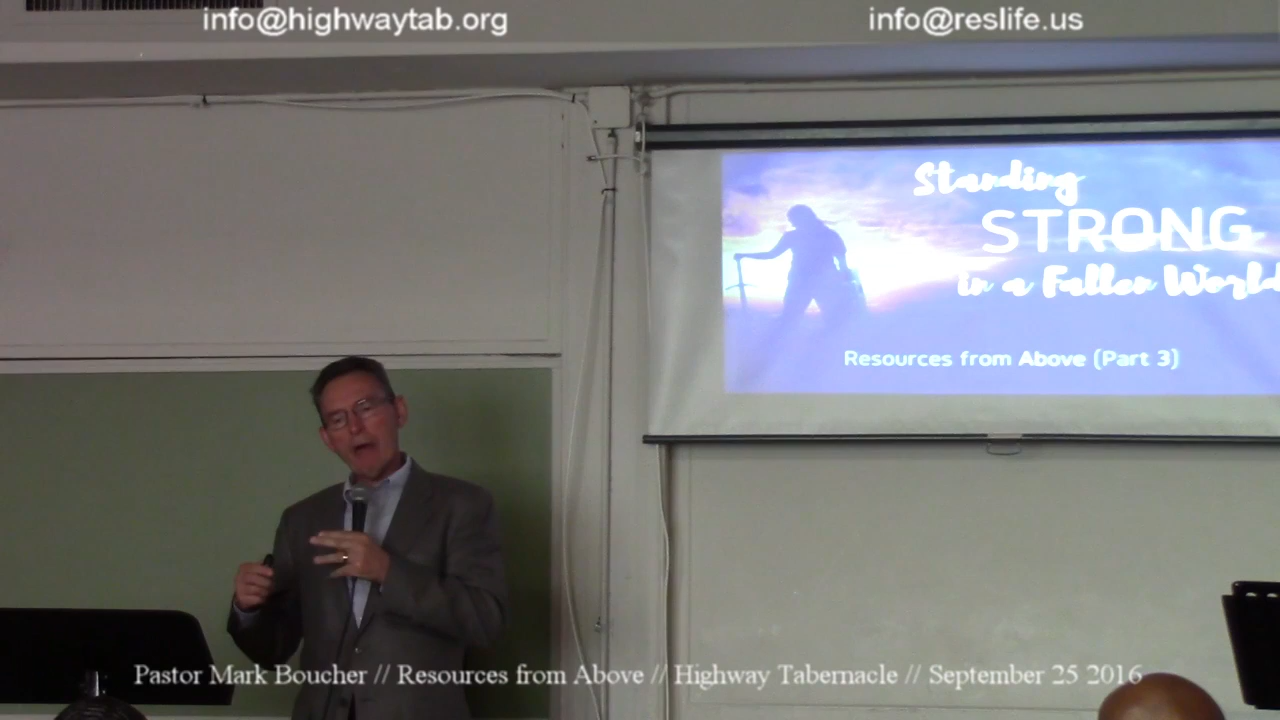 info@highwaytab.org
info@reslife.us
Standing
STRONG
in a Fallen World
Resources from Above (Part 3)
Pastor Mark Boucher // Resources from Above // Highway Tabernacle // September 25 2016